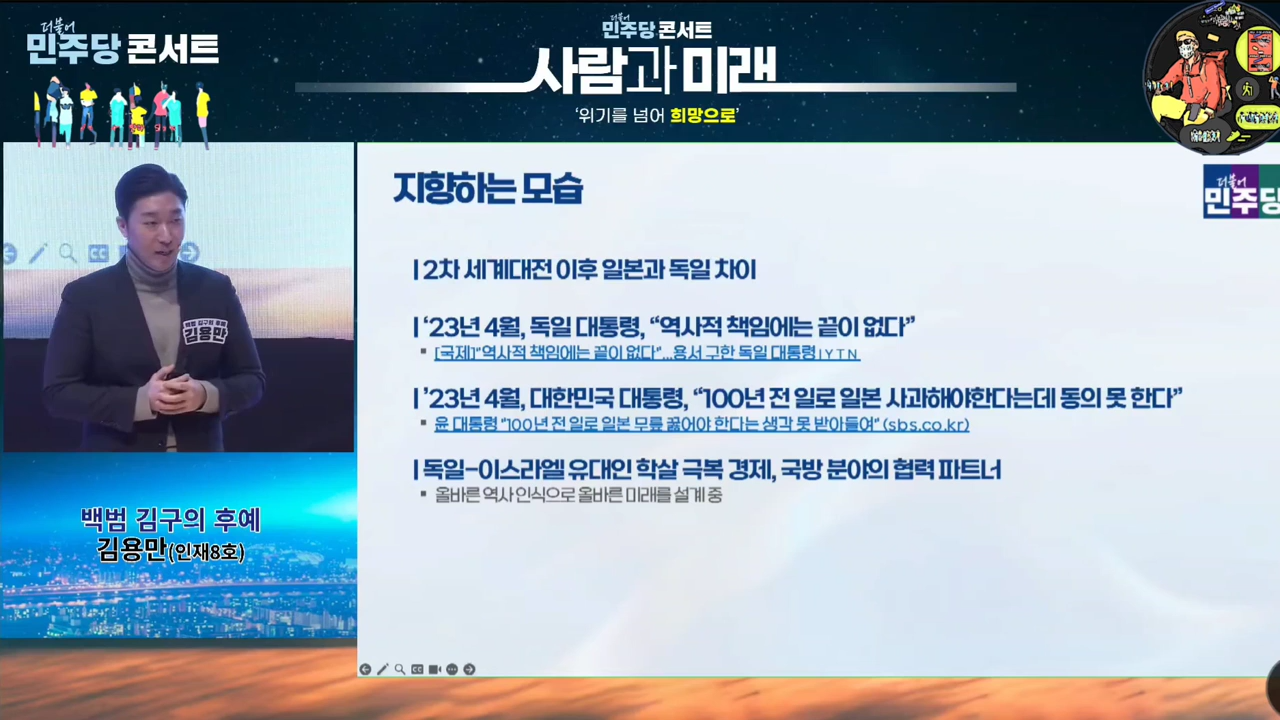 더불어
민주당 콘서트
더불어
민주당 콘서트
사람과 미래
‘위기를 넘어 희망으로’
지향하는 모습
더불어
민주당
| 2차 세계대전 이후 일본과 독일 차이
| ‘23년 4월, 독일 대통령, “역사적 책임에는 끝이 없다”
▪ [국제]"역사적 책임에는 끝이 없다"...용서 구한 독일 대통령 | YTN
| ’23년 4월, 대한민국 대통령, “100년 전 일로 일본 사과해야한다는데 동의 못 한다”
▪ 윤 대통령 "100년 전 일로 일본 무릎 꿇어야 한다는 생각 못 받아들여" (sbs.co.kr)
| 독일-이스라엘 유대인 학살 극복 경제, 국방 분야의 협력 파트너
▪ 올바른 역사 인식으로 올바른 미래를 설계 중
CC
백범 김구의 후예
김용만
백범 김구의 후예
김용만(인재8호)
CC